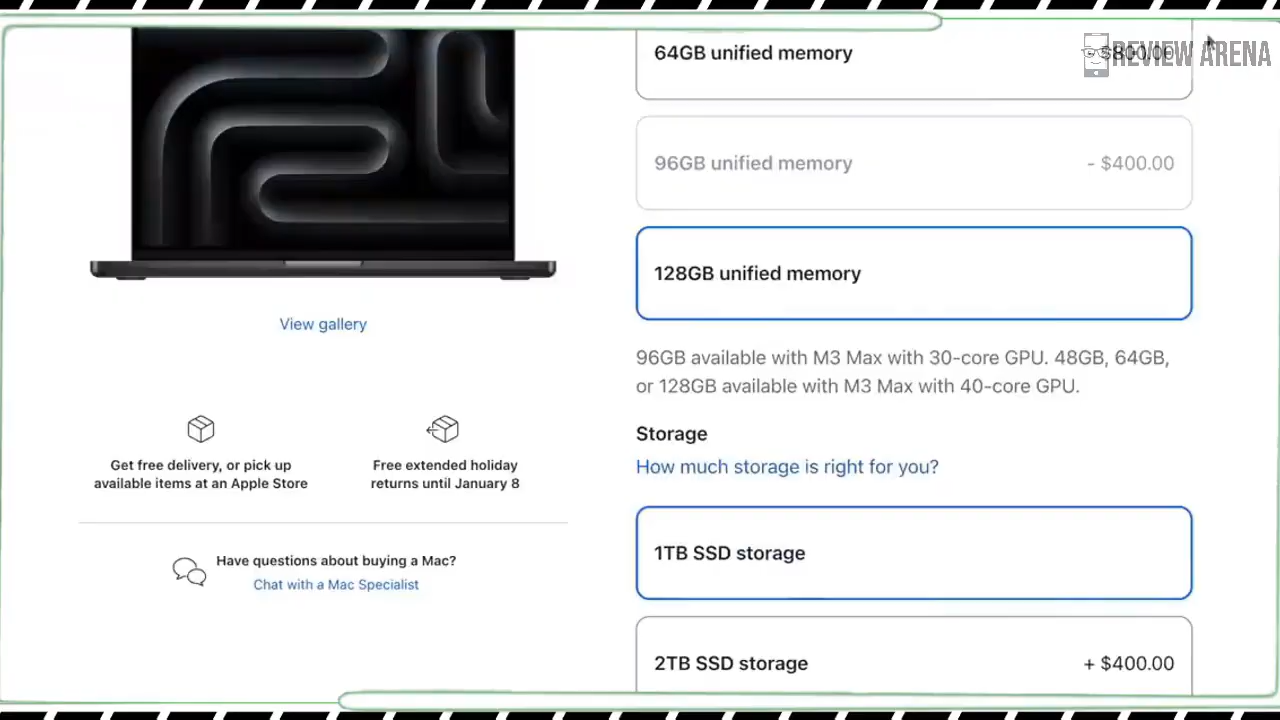 64GB unified memory
- $800.00
REVIEW ARENA
96GB unified memory
- $400.00
128GB unified memory
View gallery
96GB available with M3 Max with 30-core GPU. 48GB, 64GB,
or 128GB available with M3 Max with 40-core GPU.
Storage
How much storage is right for you?
Get free delivery, or pick up
available items at an Apple Store
Free extended holiday
returns until January 8
1TB SSD storage
Have questions about buying a Mac?
Chat with a Mac Specialist
2TB SSD storage
+ $400.00